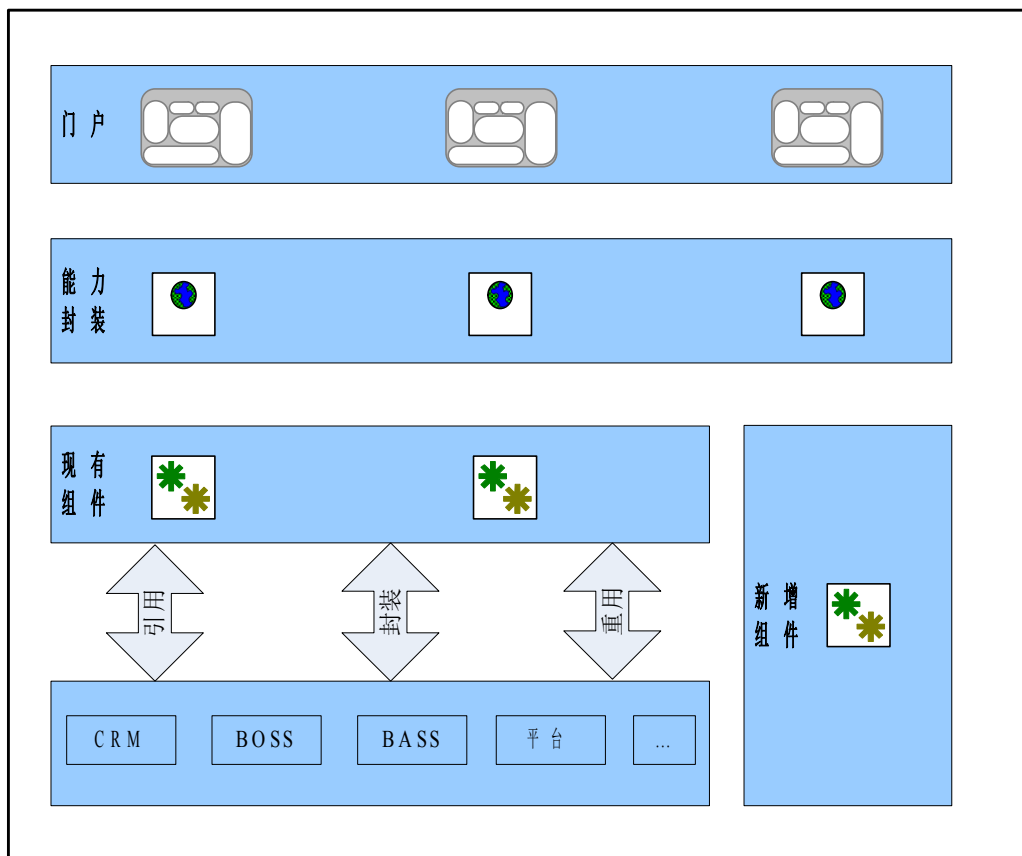 门 户
能 力
封 装
现 有
组 件
引用
封装
重用
新 增
组 件
CRM
BOSS
BASS
平 台
...